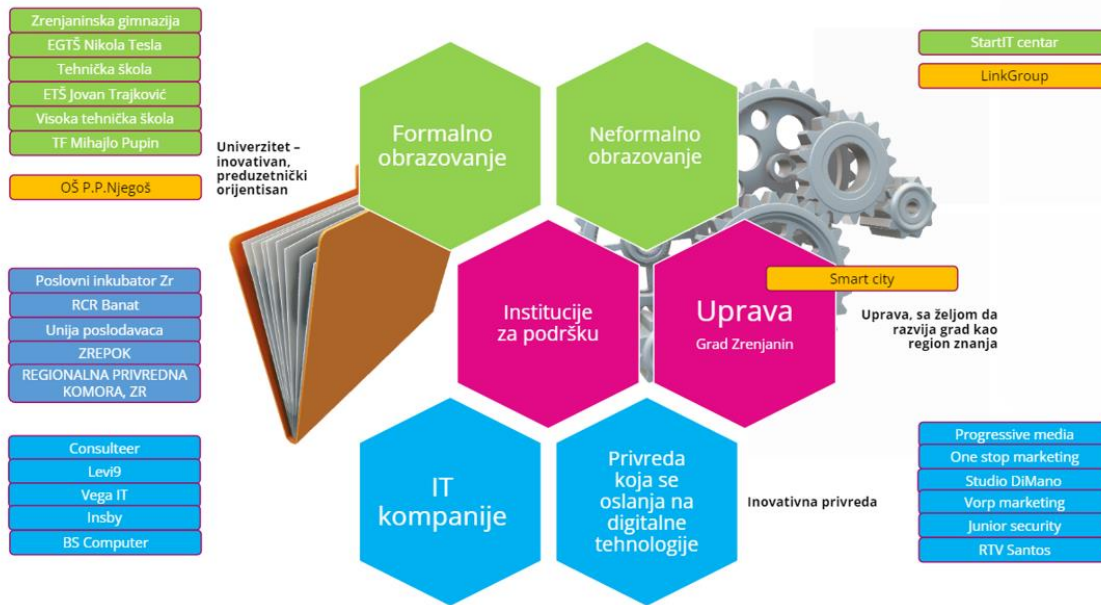 Zrenjaninska gimnazija
EGTŠ Nikola Tesla
Tehnička škola
ETŠ Jovan Trajković
Visoka tehnička škola
TF Mihajlo Pupin
OŠ P.P.Njegoš
Univerzitet –
inovativan,
preduzetnički
orijentisan
Formalno
obrazovanje
Neformalno
obrazovanje
StartIT centar
LinkGroup
Poslovni inkubator Zr
RCR Banat
Unija poslodavaca
ZREPOK
REGIONALNA PRIVREDNA
KOMORA, ZR
Institucije
za podršku
Uprava
Grad Zrenjanin
Smart city
Uprava, sa željom da
razvija grad kao
region znanja
Consulteer
Levi9
Vega IT
Insby
BS Computer
IT
kompanije
Privreda
koja se
oslanja na
digitalne
tehnologije
Inovativna privreda
Progressive media
One stop marketing
Studio DiMano
Vorp marketing
Junior security
RTV Santos